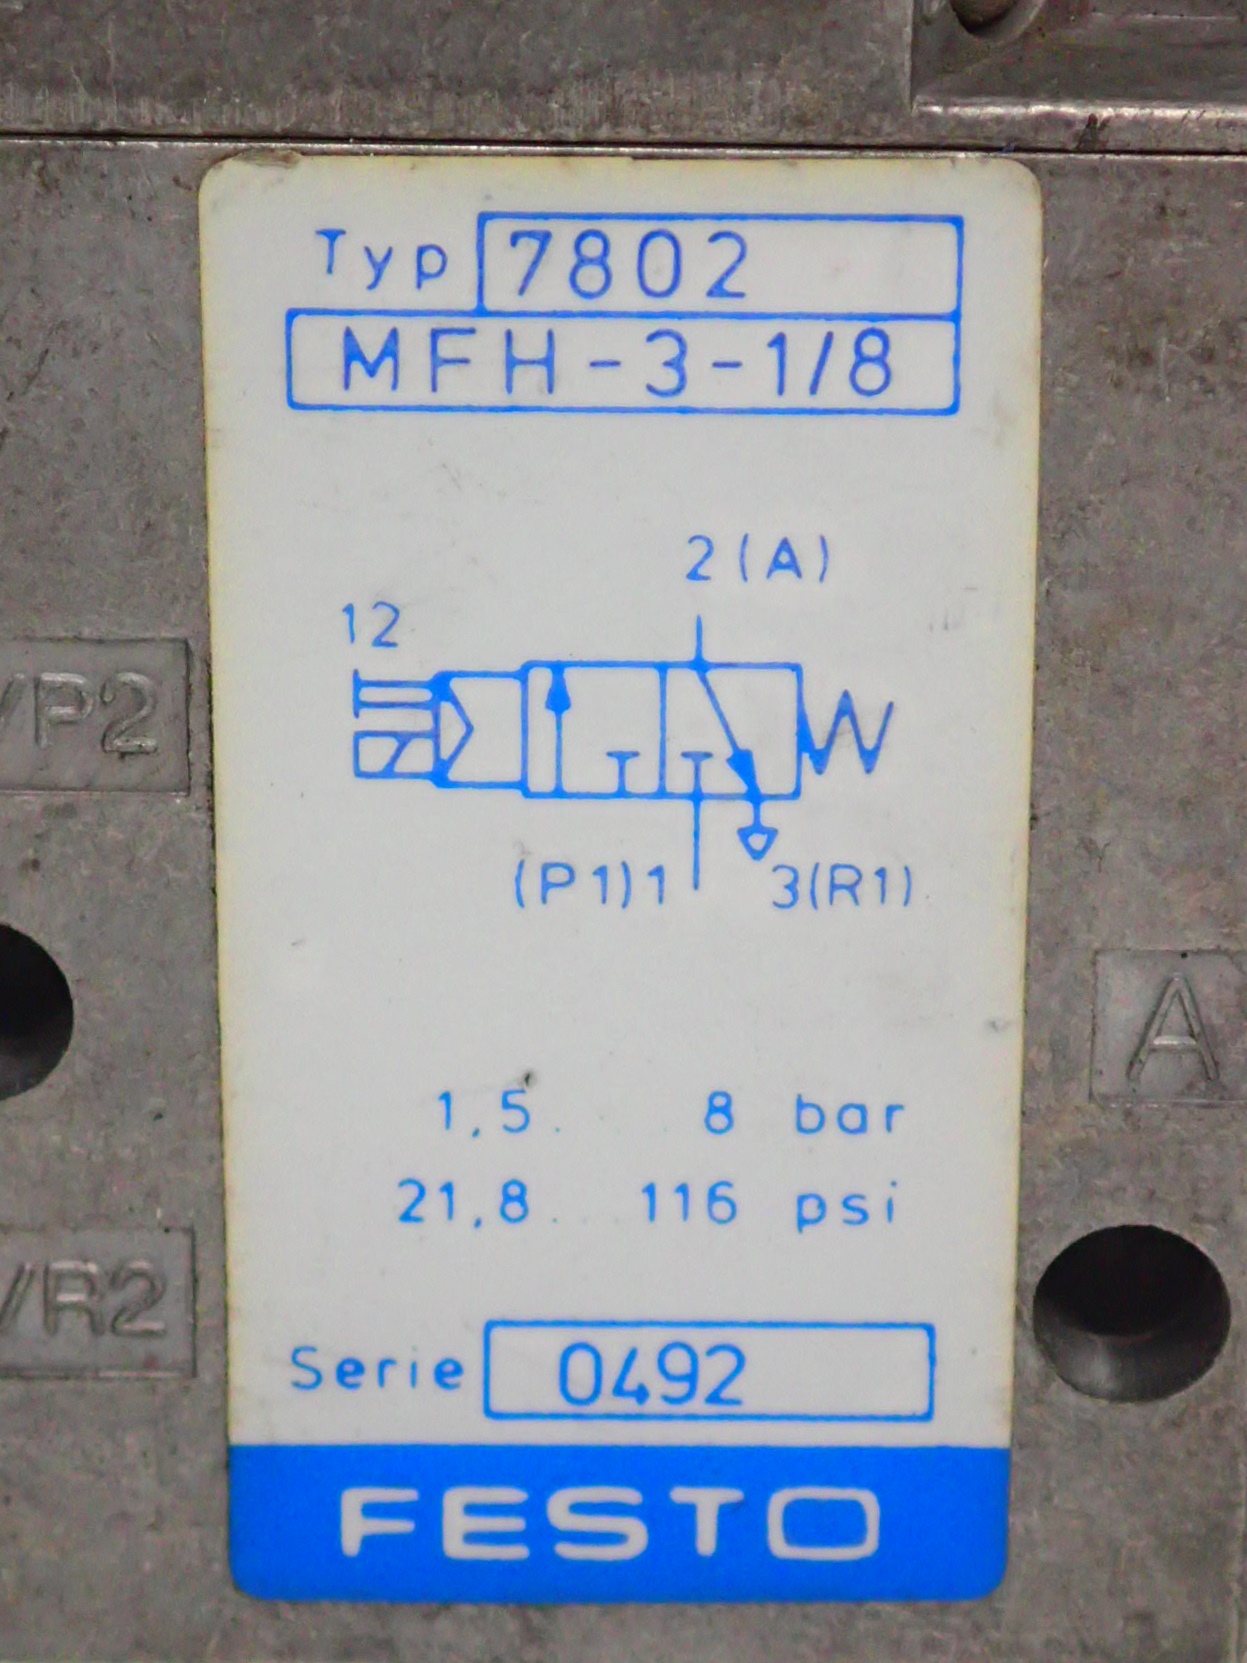 Typ 7802
MFH-3-1/8
2(A)
12
/P2
(P1)1 3(R1)
A
1,5... 8 bar
21,8... 116 psi
/R2
Serie 0492
FESTO